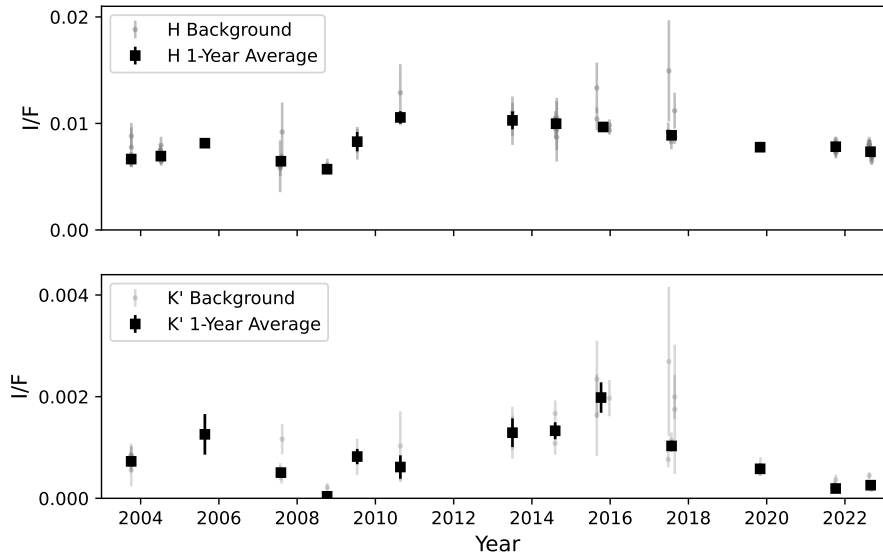 0.02
H Background
H 1-Year Average
I/F
0.01
0.00
K' Background
K' 1-Year Average
0.004
I/F
0.002
0.000
2004 2006 2008 2010 2012 2014 2016 2018 2020 2022
Year